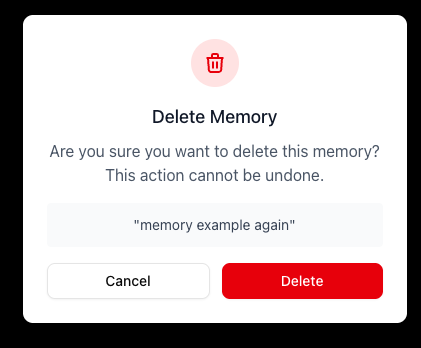 Delete Memory
Are you sure you want to delete this memory?
This action cannot be undone.
"memory example again"
Cancel
Delete